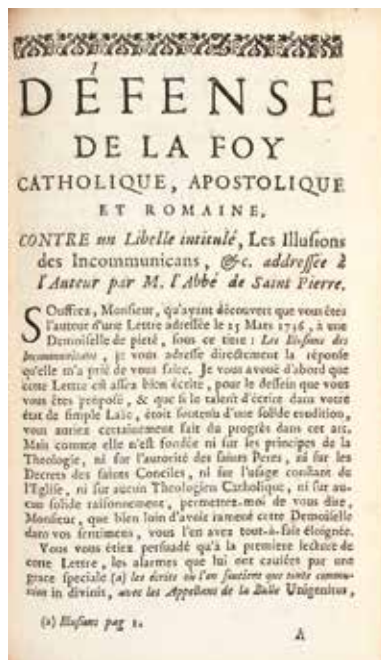 DÉFENSE
DE LA FOY
CATHOLIQUE, APOSTOLIQUE
ET ROMAINE,
CONTRE un Libelle intitulé, Les Illusions
des Incommunicans, &c. addressée à
l'Auteur par M. l'Abbé de Saint Pierre.
SOuffrez, Monsieur, qu'ayant découvert que vous êtes
l'auteur d'une Lettre adressée le 25 Mars 1746, à une
Demoiselle de pieté, sous ce titre : Les Illusions des
Incommunicans, je vous adresse directement la réponse
qu'elle m'a prié de vous faire. Je vous avouë d'abord que
cette Lettre est assez bien écrite, pour le dessein que vous
vous êtes proposé, & que si le talent d'écrire dans votre
état de simple Laïc, étoit soutenu d'une solide erudition,
vous auriez certainement fait du progrès dans cet art.
Mais comme elle n'est fondée ni sur les principes de la
Theologie, ni sur l'autorité des saints Peres, ni sur les
Decrets des saints Conciles, ni sur l'usage constant de
l'Eglise, ni sur aucun Theologien Catholique, ni sur au-
cun solide raisonnement, permettez-moi de vous dire,
Monsieur, que bien loin d'avoir ramené cette Demoiselle
dans vos sentimens, vous l'en avez tout-à-fait éloignée.
Vous vous étiez persuadé qu'à la premiere lecture de
cette Lettre, les alarmes que lui ont causées par une
grace speciale (a) les écrits où l'on soutient que toute commu-
nion in divinis, avec les Appellans de la Bulle Unigenitus,
(a) Illusions pag 1.
A